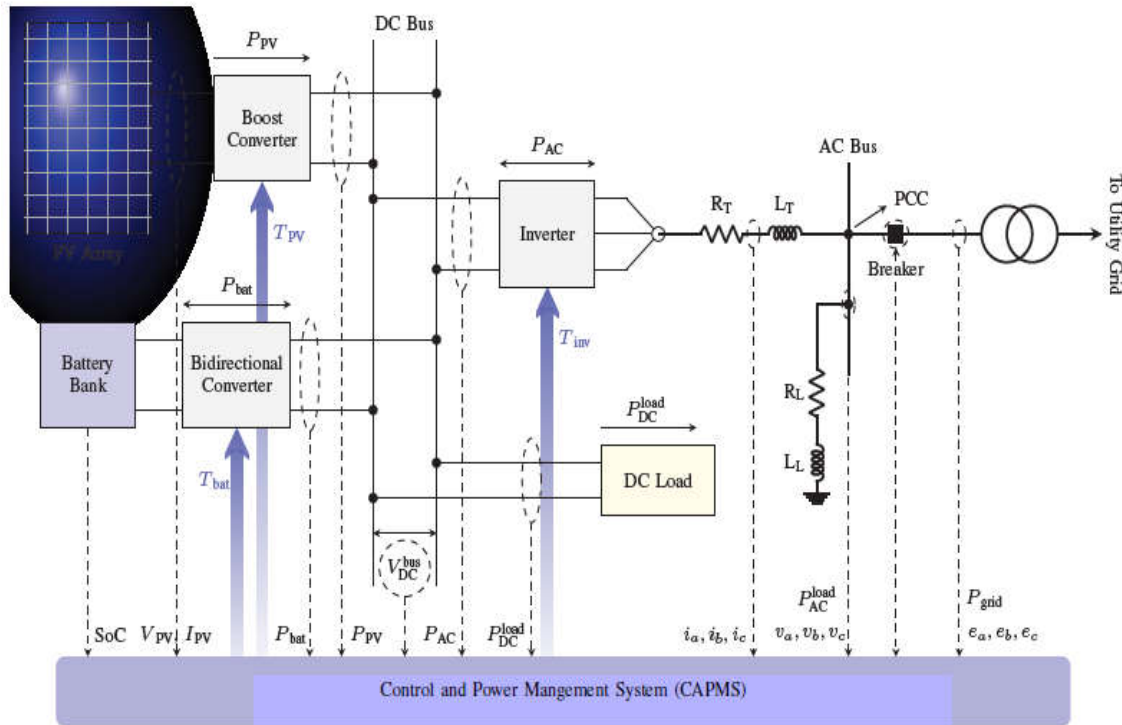 DC Bus
P_PV
Boost
Converter
P_AC
AC Bus
PCC
R_T
L_T
Inverter
To Utility Grid
T_PV
PV Array
Breaker
P_bat
T_inv
Battery
Bank
Bidirectional
Converter
R_L
P_DC^load
L_L
T_bat
DC Load
V_DC^bus
P_AC^load
P_grid
SoC
V_PV, I_PV
P_bat
P_PV
P_AC
P_DC^load
i_a, i_b, i_c
v_a, v_b, v_c
e_a, e_b, e_c
Control and Power Mangement System (CAPMS)